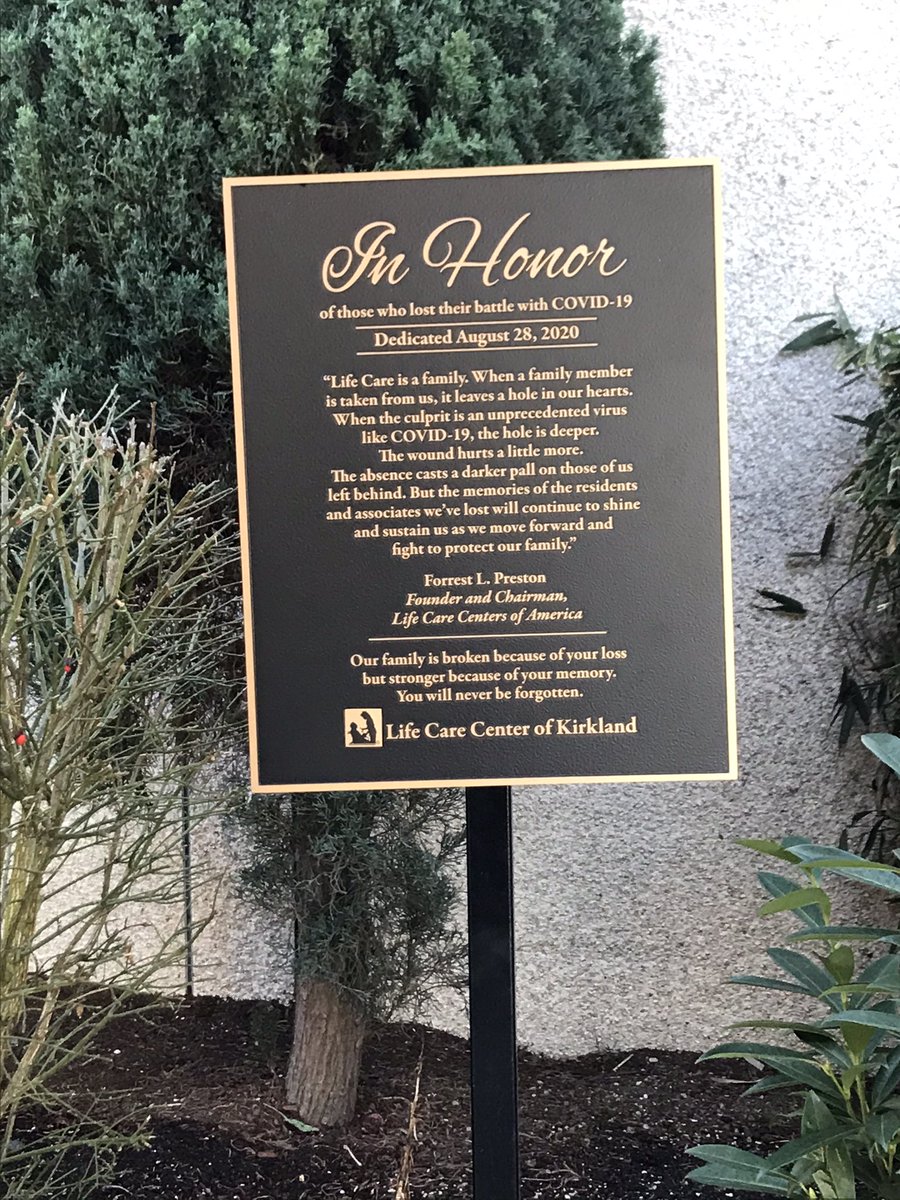 In Honor
of those who lost their battle with COVID-19
Dedicated August 28, 2020
“Life Care is a family. When a family member
is taken from us, it leaves a hole in our hearts.
When the culprit is an unprecedented virus
like COVID-19, the hole is deeper.
The wound hurts a little more.
The absence casts a darker pall on those of us
left behind. But the memories of the residents
and associates we’ve lost will continue to shine
and sustain us as we move forward and
fight to protect our family.”
Forrest L. Preston
Founder and Chairman,
Life Care Centers of America
Our family is broken because of your loss
but stronger because of your memory.
You will never be forgotten.
Life Care Center of Kirkland